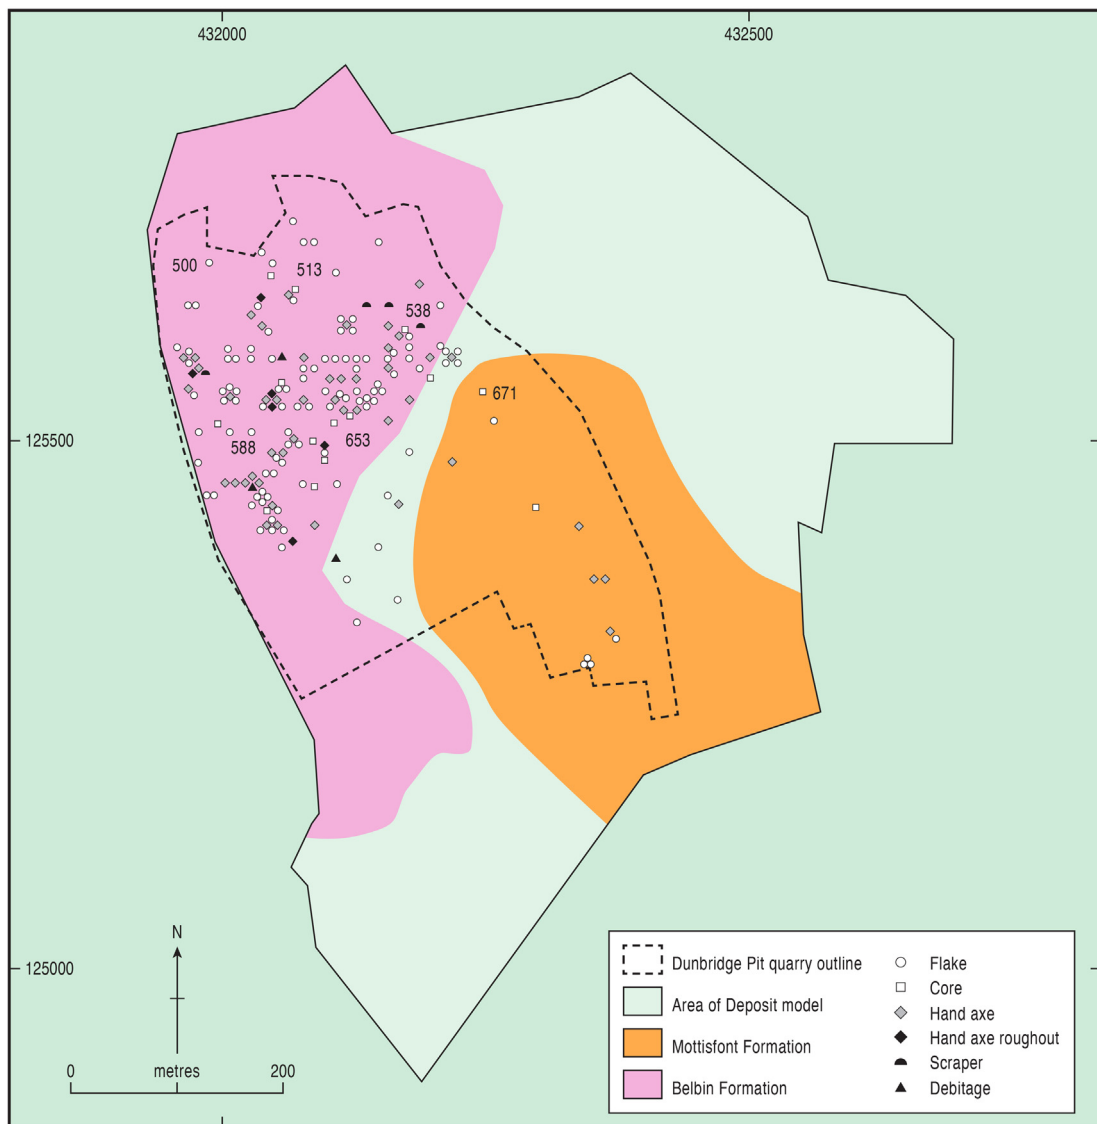 432000
432500
500
513
538
671
125500
588
653
N
125000
0
metres
200
Dunbridge Pit quarry outline
Area of Deposit model
Mottisfont Formation
Belbin Formation
Flake
Core
Hand axe
Hand axe roughout
Scraper
Debitage